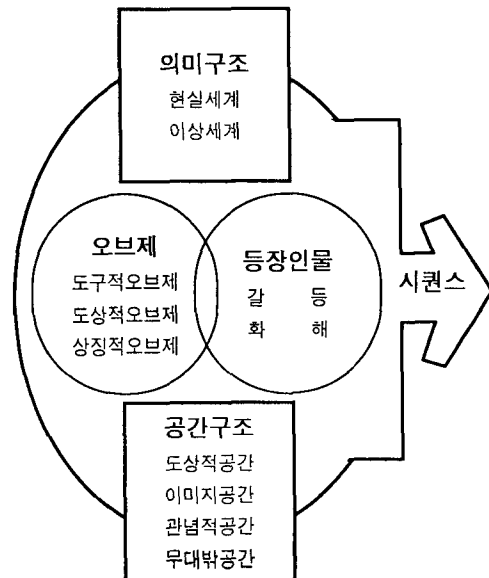 의미구조
현실세계
이상세계
오브제
도구적오브제
도상적오브제
상징적오브제
등장인물
갈 등
화 해
시퀀스
공간구조
도상적공간
이미지공간
관념적공간
무대밖공간